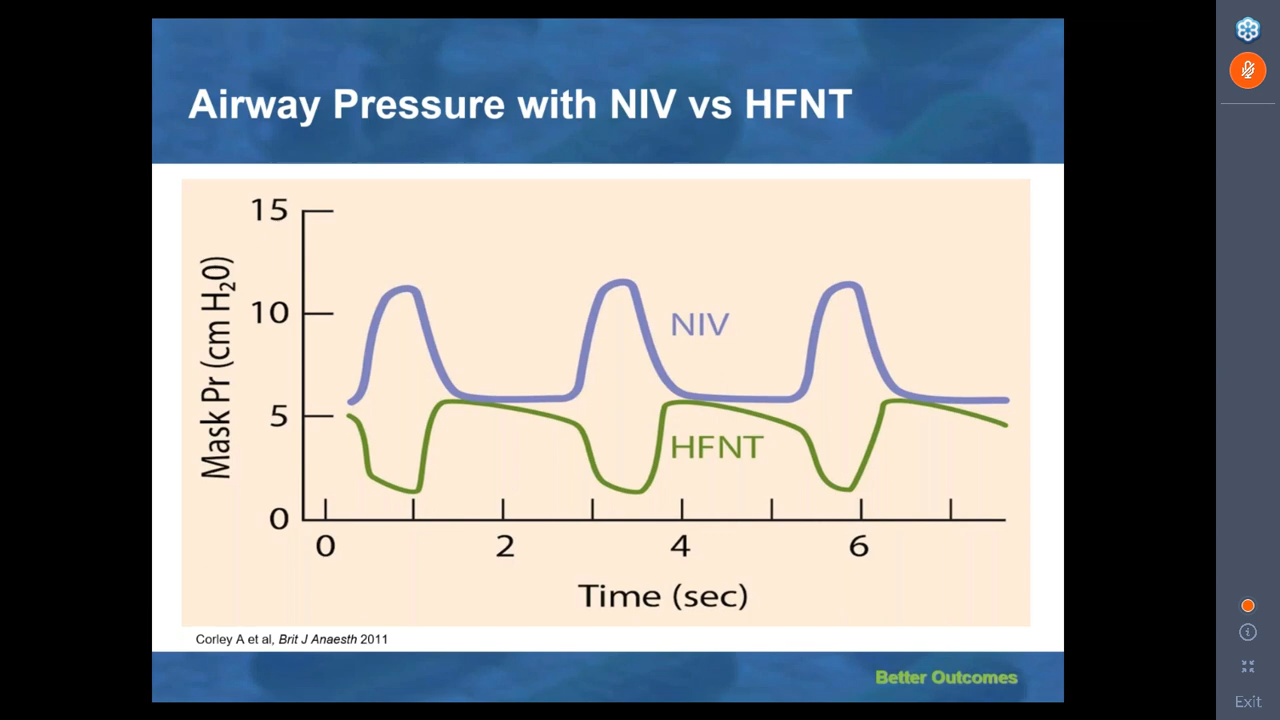 Airway Pressure with NIV vs HFNT
15
10
5
0
Mask Pr (cm H₂0)
NIV
HFNT
0 2 4 6
Time (sec)
Corley A et al, Brit J Anaesth 2011
Better Outcomes
Exit